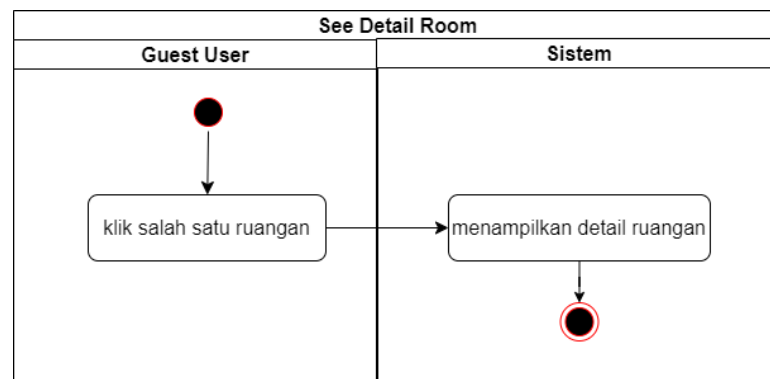 See Detail Room
Guest User
Sistem
klik salah satu ruangan
menampilkan detail ruangan